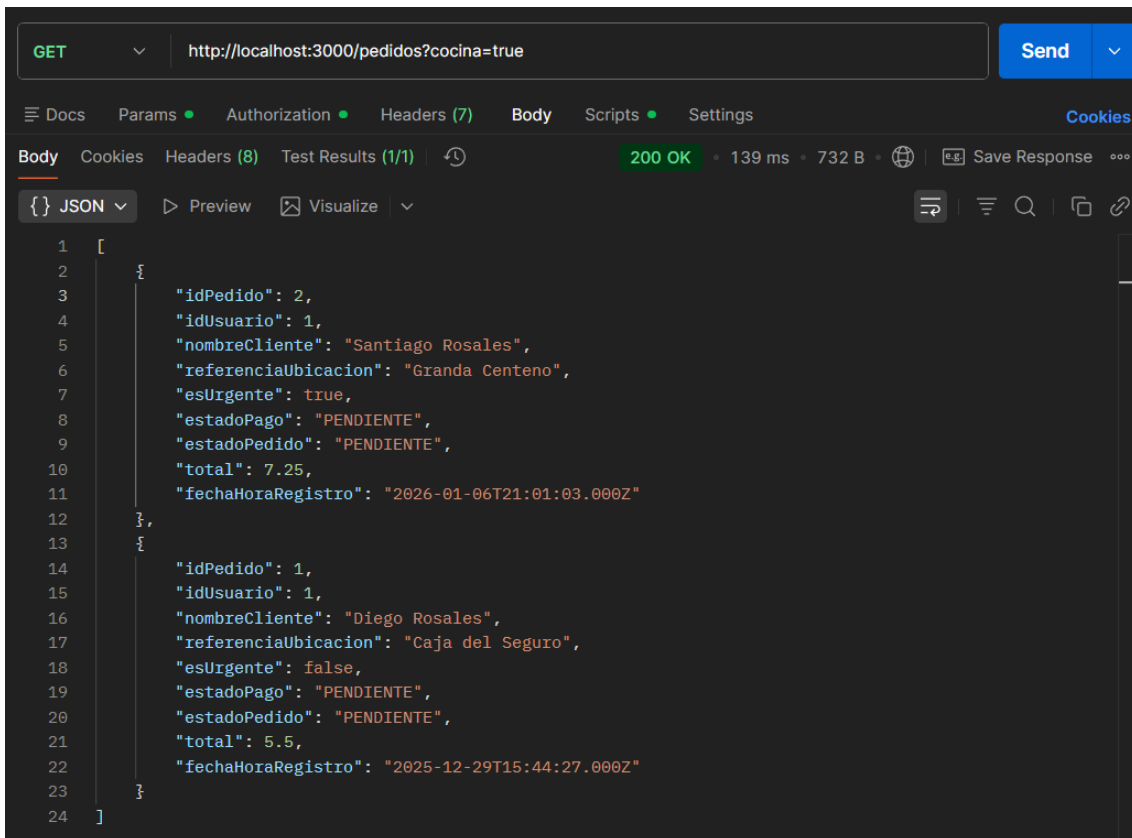 GET http://localhost:3000/pedidos?cocina=true Send
Docs Params Authorization Headers (7) Body Scripts Settings Cookies
Body Cookies Headers (8) Test Results (1/1) 200 OK • 139 ms • 732 B • e.g. Save Response
{} JSON Preview Visualize
1 [
2 {
3 "idPedido": 2,
4 "idUsuario": 1,
5 "nombreCliente": "Santiago Rosales",
6 "referenciaUbicacion": "Granda Centeno",
7 "esUrgente": true,
8 "estadoPago": "PENDIENTE",
9 "estadoPedido": "PENDIENTE",
10 "total": 7.25,
11 "fechaHoraRegistro": "2026-01-06T21:01:03.000Z"
12 },
13 {
14 "idPedido": 1,
15 "idUsuario": 1,
16 "nombreCliente": "Diego Rosales",
17 "referenciaUbicacion": "Caja del Seguro",
18 "esUrgente": false,
19 "estadoPago": "PENDIENTE",
20 "estadoPedido": "PENDIENTE",
21 "total": 5.5,
22 "fechaHoraRegistro": "2025-12-29T15:44:27.000Z"
23 }
24 ]